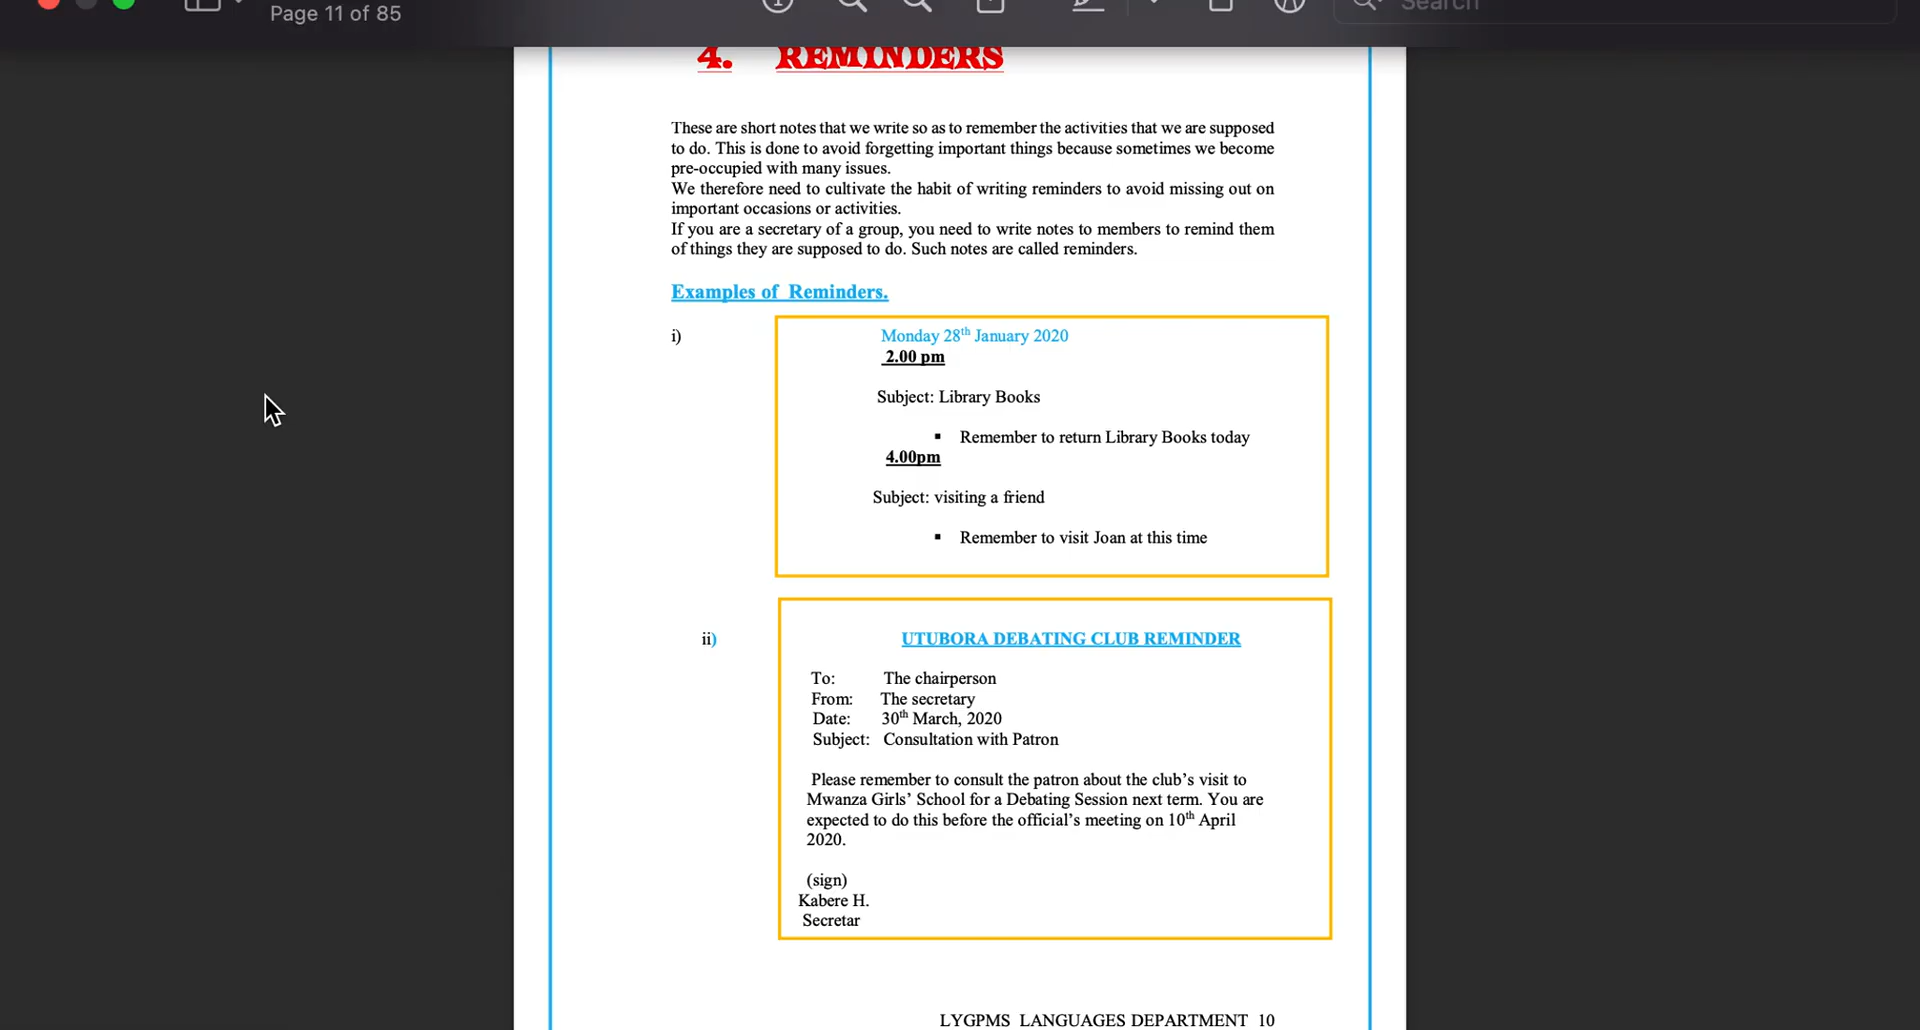 Page 11 of 85
Search
4. REMINDERS
These are short notes that we write so as to remember the activities that we are supposed
to do. This is done to avoid forgetting important things because sometimes we become
pre-occupied with many issues.
We therefore need to cultivate the habit of writing reminders to avoid missing out on
important occasions or activities.
If you are a secretary of a group, you need to write notes to members to remind them
of things they are supposed to do. Such notes are called reminders.
Examples of Reminders.
i)
Monday 28th January 2020
2.00 pm
Subject: Library Books
▪ Remember to return Library Books today
4.00pm
Subject: visiting a friend
▪ Remember to visit Joan at this time
ii)
UTUBORA DEBATING CLUB REMINDER
To: The chairperson
From: The secretary
Date: 30th March, 2020
Subject: Consultation with Patron
Please remember to consult the patron about the club’s visit to
Mwanza Girls’ School for a Debating Session next term. You are
expected to do this before the official’s meeting on 10th April
2020.
(sign)
Kabere H.
Secretar
LYGPMS LANGUAGES DEPARTMENT 10